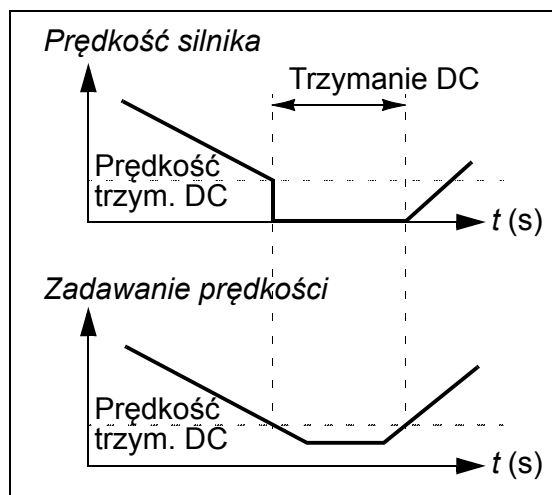 Prędkość silnika
Trzymanie DC
Prędkość
trzym. DC
t (s)
Zadawanie prędkości
Prędkość
trzym. DC
t (s)